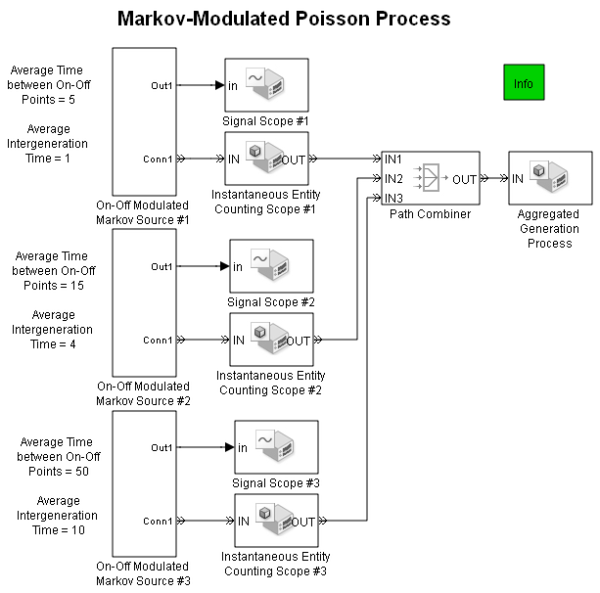 Markov-Modulated Poisson Process
Average Time
between On-Off
Points = 5
Average
Intergeneration
Time = 1
Out1
Conn1
On-Off Modulated
Markov Source #1
in
Signal Scope #1
IN
OUT
Instantaneous Entity
Counting Scope #1
IN1
IN2
IN3
OUT
Path Combiner
Info
IN
Aggregated
Generation
Process
Average Time
between On-Off
Points = 15
Average
Intergeneration
Time = 4
Out1
Conn1
On-Off Modulated
Markov Source #2
in
Signal Scope #2
IN
OUT
Instantaneous Entity
Counting Scope #2
Average Time
between On-Off
Points = 50
Average
Intergeneration
Time = 10
Out1
Conn1
On-Off Modulated
Markov Source #3
in
Signal Scope #3
IN
OUT
Instantaneous Entity
Counting Scope #3